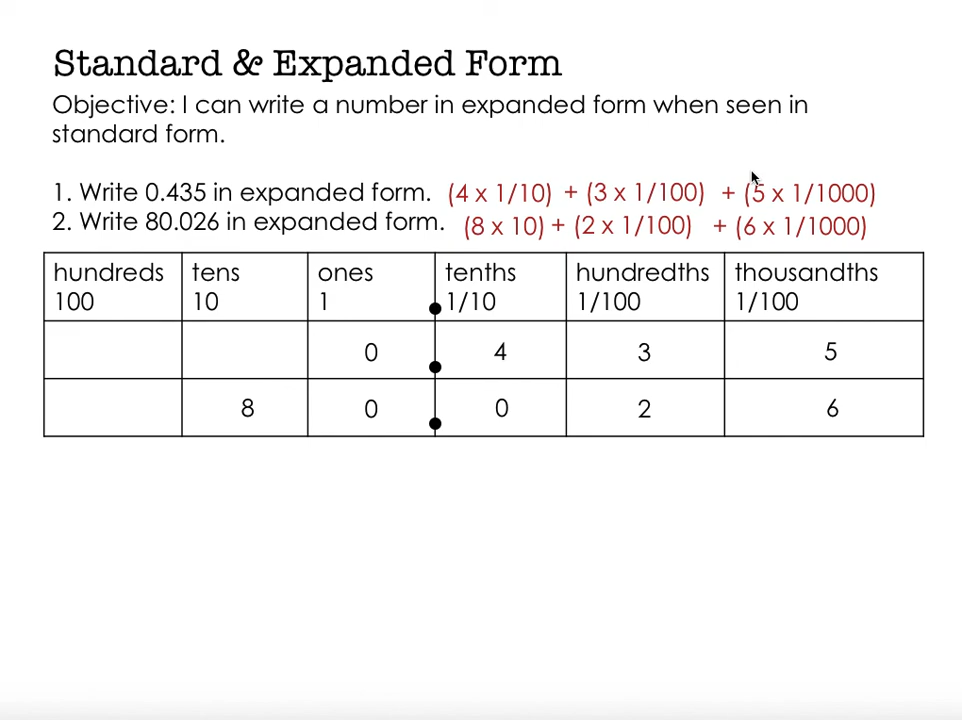 Standard & Expanded Form
Objective: I can write a number in expanded form when seen in
standard form.
1. Write 0.435 in expanded form. (4 x 1/10) + (3 x 1/100) + (5 x 1/1000)
2. Write 80.026 in expanded form. (8 x 10) + (2 x 1/100) + (6 x 1/1000)
hundreds tens ones tenths hundredths thousandths
100 10 1 1/10 1/100 1/100
0 4 3 5
8 0 0 2 6